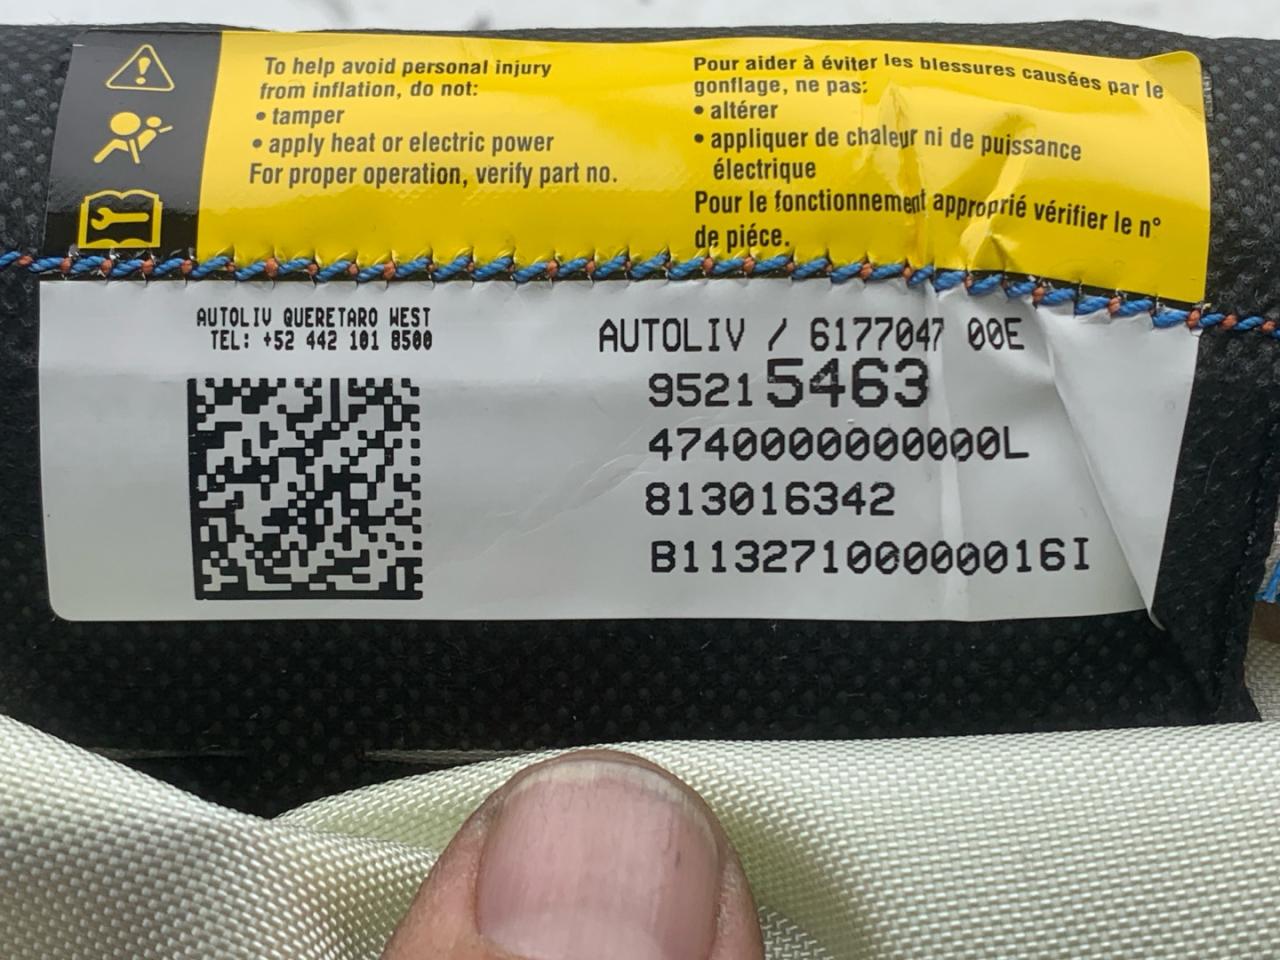 To help avoid personal injury
from inflation, do not:
• tamper
• apply heat or electric power
For proper operation, verify part no.
Pour aider à éviter les blessures causées par le
gonflage, ne pas:
• altérer
• appliquer de chaleur ni de puissance
électrique
Pour le fonctionnement approprié vérifier le n°
de piéce.
AUTOLIV QUERETARO WEST
TEL: +52 442 101 8500
AUTOLIV / 6177047 00E
95215463
4740000000000L
813016342
B11327100000016I